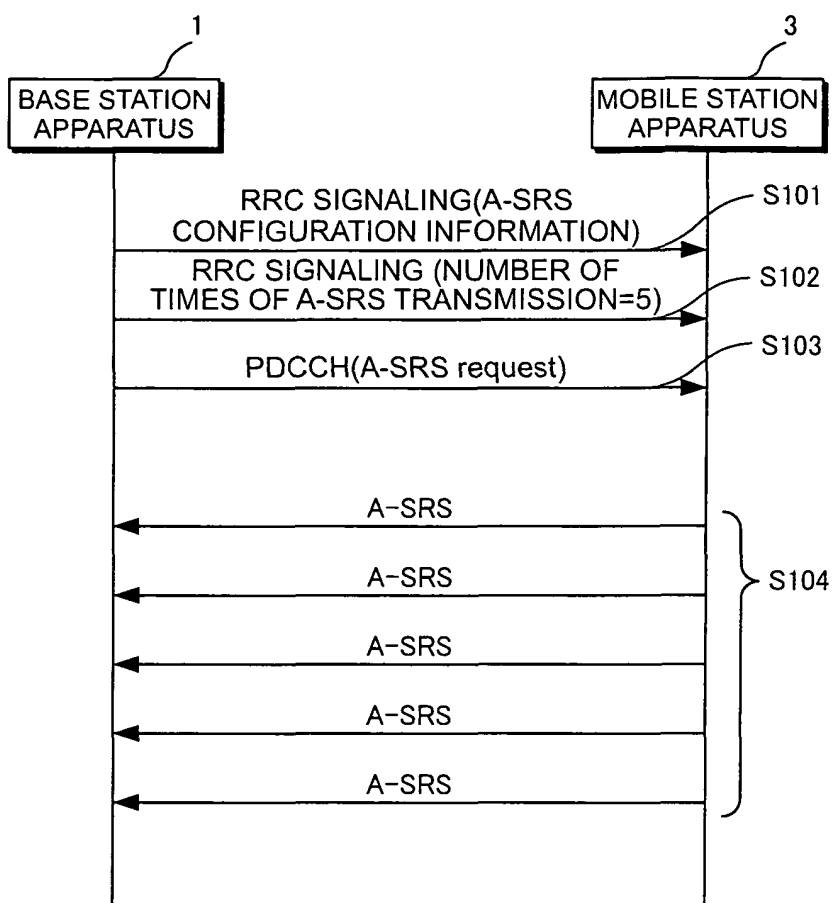 1
3
BASE STATION
APPARATUS
MOBILE STATION
APPARATUS
RRC SIGNALING(A-SRS
CONFIGURATION INFORMATION)
S101
RRC SIGNALING (NUMBER OF
TIMES OF A-SRS TRANSMISSION=5)
S102
PDCCH(A-SRS request)
S103
A-SRS
A-SRS
S104
A-SRS
A-SRS
A-SRS